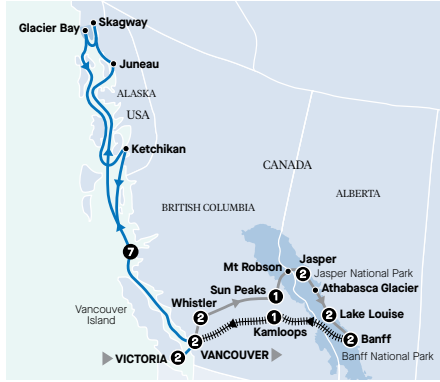 Skagway
Glacier Bay
Juneau
ALASKA
USA
Ketchikan
CANADA
ALBERTA
BRITISH COLUMBIA
7
Mt Robson
Jasper
2
Jasper National Park
Athabasca Glacier
Sun Peaks
1
Whistler
2
Vancouver
Island
Kamloops
1
2
Lake Louise
2
Banff
Banff National Park
2
VANCOUVER
VICTORIA
2